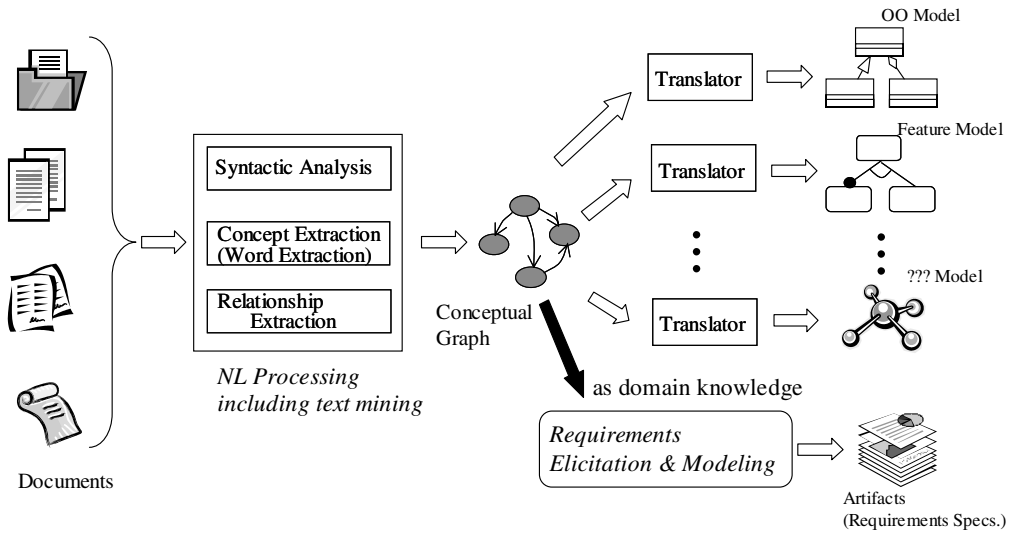 OO Model
Translator
Feature Model
Syntactic Analysis
Translator
Concept Extraction
(Word Extraction)
??? Model
Relationship
Extraction
Conceptual
Graph
Translator
NL Processing
including text mining
as domain knowledge
Requirements
Elicitation & Modeling
Documents
Artifacts
(Requirements Specs.)